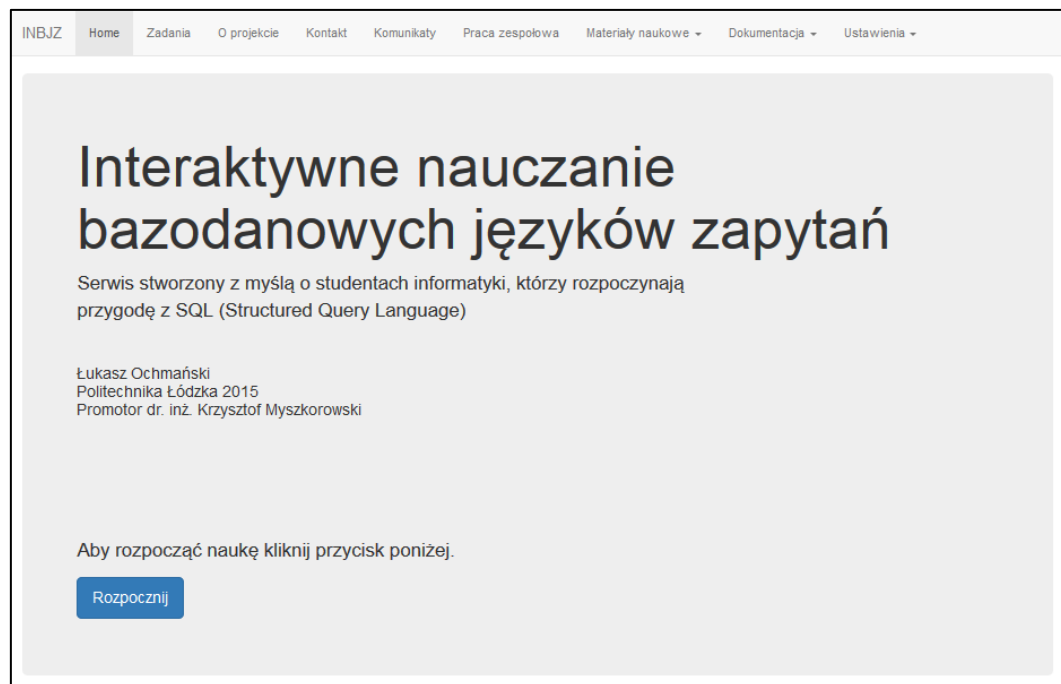 INBJZ Home Zadania O projekcie Kontakt Komunikaty Praca zespołowa Materiały naukowe Dokumentacja Ustawienia
Interaktywne nauczanie
bazodanowych języków zapytań
Serwis stworzony z myślą o studentach informatyki, którzy rozpoczynają
przygodę z SQL (Structured Query Language)
Łukasz Ochmański
Politechnika Łódzka 2015
Promotor dr. inż. Krzysztof Myszkorowski
Aby rozpocząć naukę kliknij przycisk poniżej.
Rozpocznij